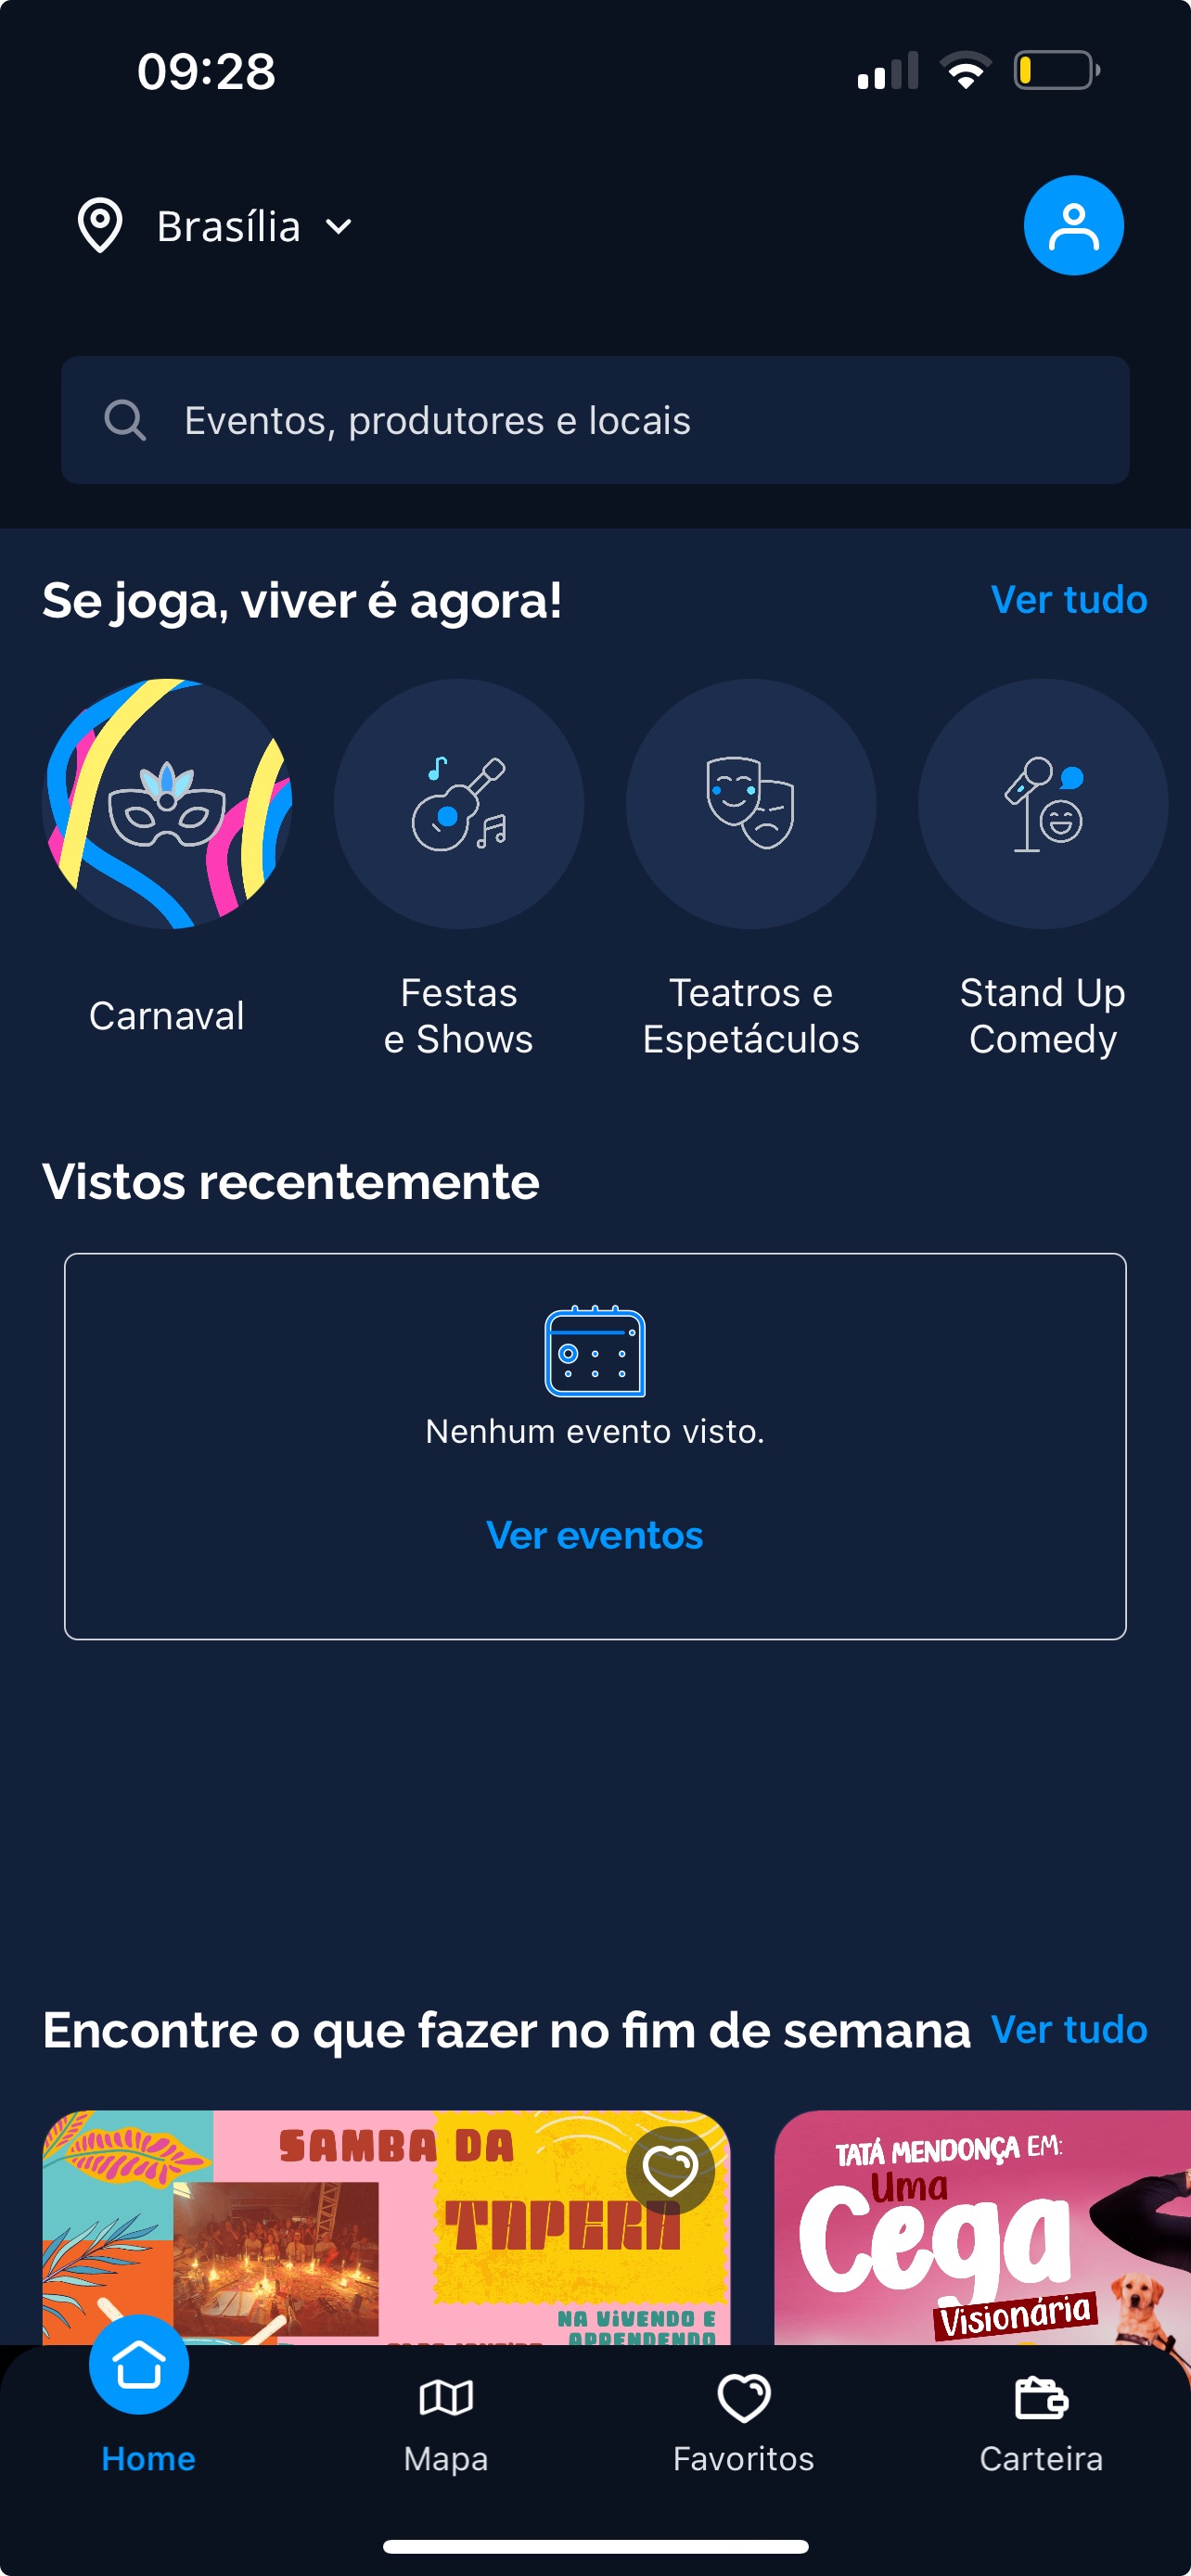 09:28
Brasília
Eventos, produtores e locais
Se joga, viver é agora!
Ver tudo
Carnaval
Festas
e Shows
Teatros e
Espetáculos
Stand Up
Comedy
Vistos recentemente
Nenhum evento visto.
Ver eventos
Encontre o que fazer no fim de semana
Ver tudo
SAMBA DA
TAPERA
NA ViVENDO E
APRENDENDO
TATÁ MENDONÇA EM:
Uma
Cega
Visionária
Home
Mapa
Favoritos
Carteira